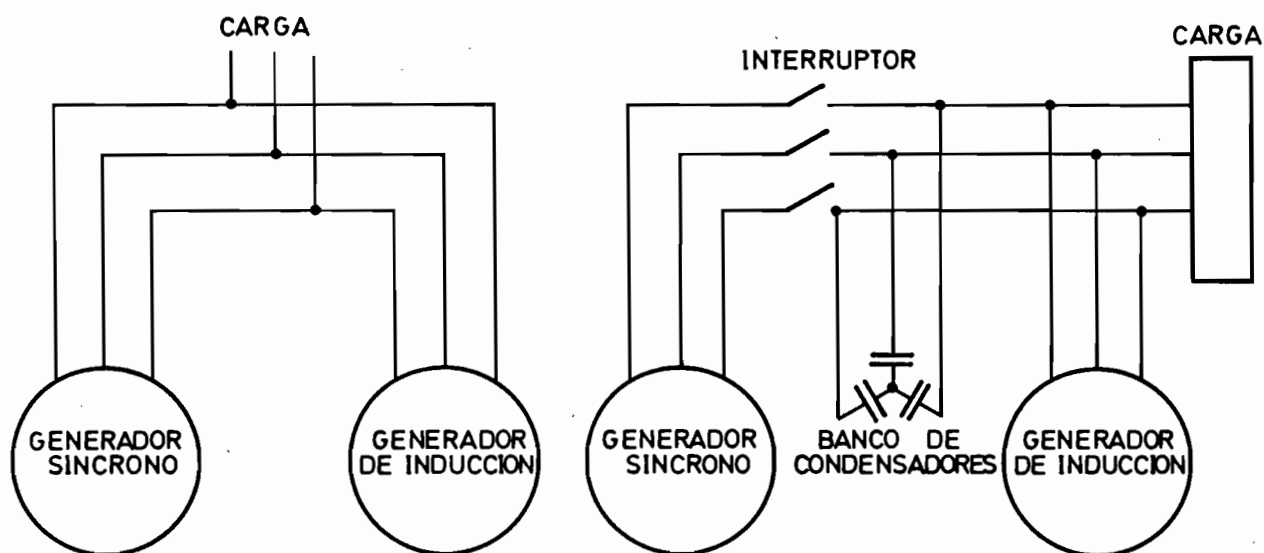 CARGA
GENERADOR
SINCRONO
GENERADOR
DE INDUCCION
INTERRUPTOR
CARGA
GENERADOR
SINCRONO
BANCO DE
CONDENSADORES
GENERADOR
DE INDUCCION